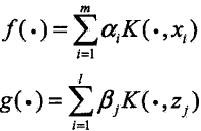 f(•) = ∑_{i=1}^{m} α_i K(•, x_i)
g(•) = ∑_{i=1}^{l} β_j K(•, z_j)